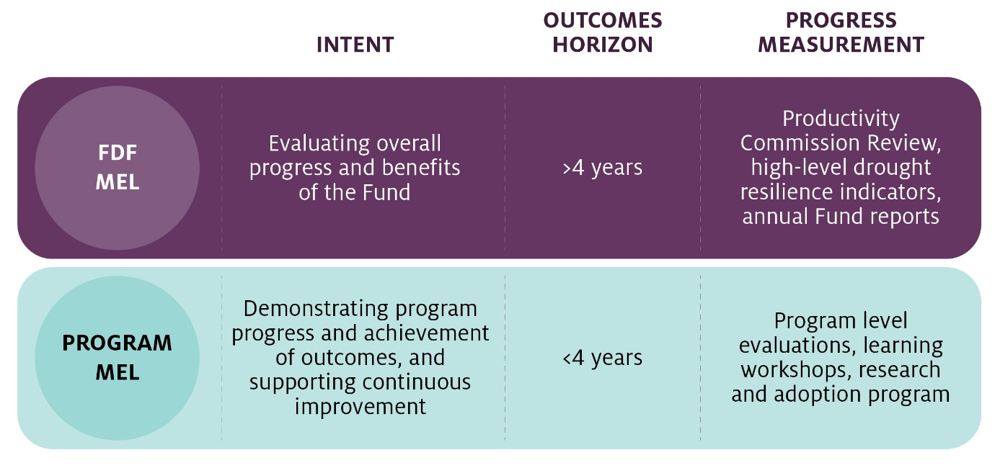 INTENT
OUTCOMES
HORIZON
PROGRESS
MEASUREMENT
FDF
MEL
Evaluating overall
progress and benefits
of the Fund
>4 years
Productivity
Commission Review,
high-level drought
resilience indicators,
annual Fund reports
PROGRAM
MEL
Demonstrating program
progress and achievement
of outcomes, and
supporting continuous
improvement
<4 years
Program level
evaluations, learning
workshops, research
and adoption program